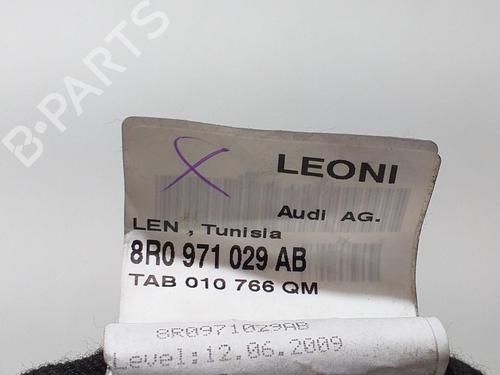 B-PARTS
LEONI
Audi AG.
LEN , Tunisia
8R0 971 029 AB
TAB 010 766 QM
8R0971029AB
Level:12.06.2009